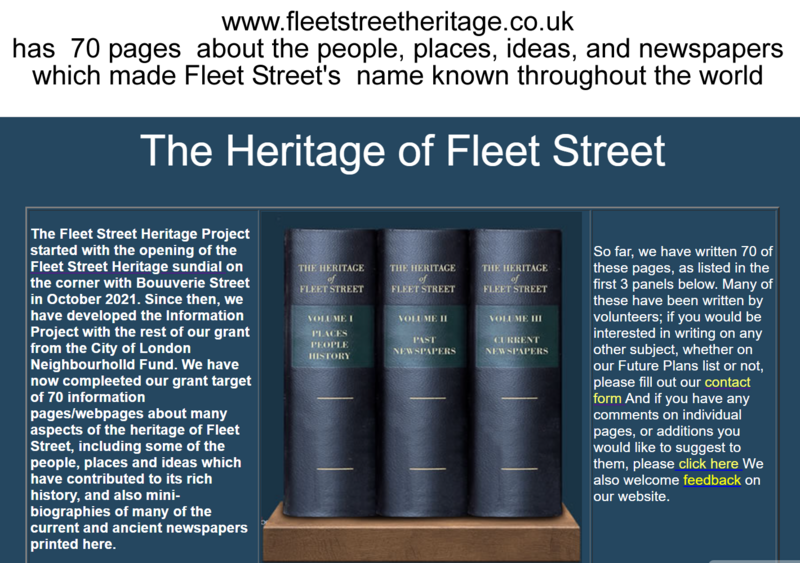 www.fleetstreetheritage.co.uk
has 70 pages about the people, places, ideas, and newspapers
which made Fleet Street's name known throughout the world
The Heritage of Fleet Street
The Fleet Street Heritage Project
started with the opening of the
Fleet Street Heritage sundial on
the corner with Bouuverie Street
in October 2021. Since then, we
have developed the Information
Project with the rest of our grant
from the City of London
Neighbourholld Fund. We have
now compleeted our grant target
of 70 information
pages/webpages about many
aspects of the heritage of Fleet
Street, including some of the
people, places and ideas which
have contributed to its rich
history, and also mini-
biographies of many of the
current and ancient newspapers
printed here.
THE HERITAGE
of
FLEET STREET
VOLUME I
PLACES
PEOPLE
HISTORY
THE HERITAGE
of
FLEET STREET
VOLUME II
PAST
NEWSPAPERS
THE HERITAGE
of
FLEET STREET
VOLUME III
CURRENT
NEWSPAPERS
So far, we have written 70 of
these pages, as listed in the
first 3 panels below. Many of
these have been written by
volunteers; if you would be
interested in writing on any
other subject, whether on
our Future Plans list or not,
please fill out our contact
form And if you have any
comments on individual
pages, or additions you
would like to suggest to
them, please click here We
also welcome feedback on
our website.